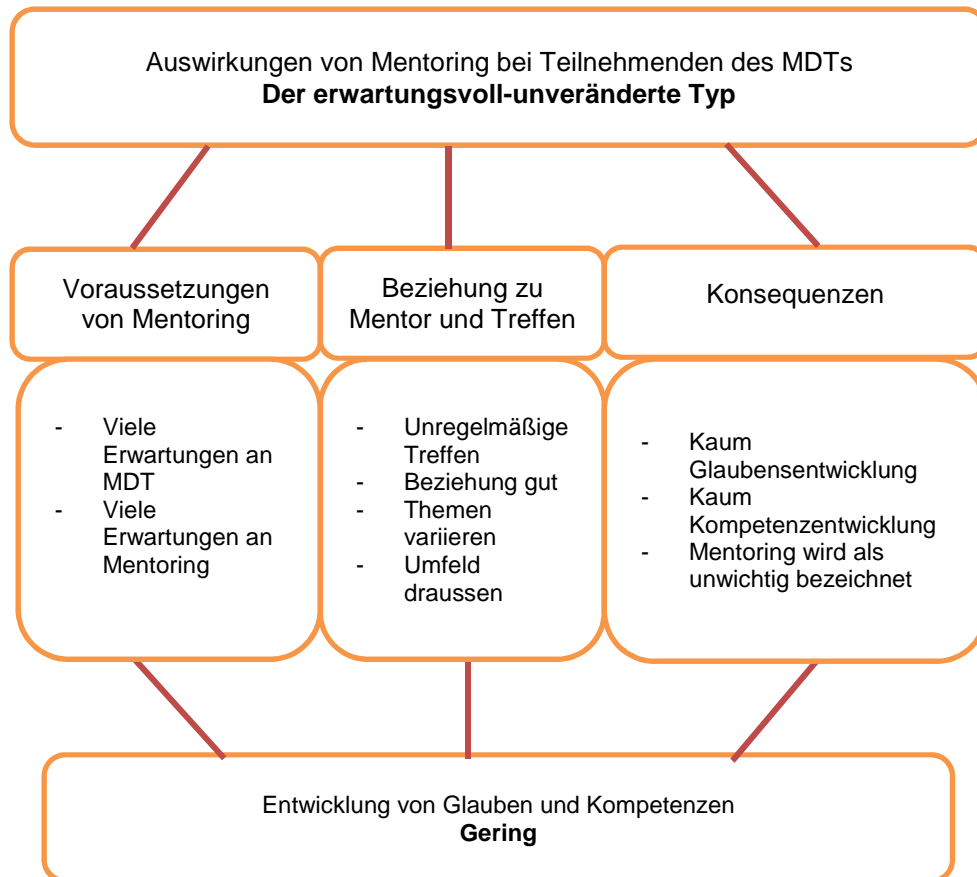 Auswirkungen von Mentoring bei Teilnehmenden des MDTs
Der erwartungsvoll-unveränderte Typ
Voraussetzungen
von Mentoring
Beziehung zu
Mentor und Treffen
Konsequenzen
- Viele
Erwartungen an
MDT
- Viele
Erwartungen an
Mentoring
- Unregelmäßige
Treffen
- Beziehung gut
- Themen
variieren
- Umfeld
draussen
- Kaum
Glaubensentwicklung
- Kaum
Kompetenzentwicklung
- Mentoring wird als
unwichtig bezeichnet
Entwicklung von Glauben und Kompetenzen
Gering